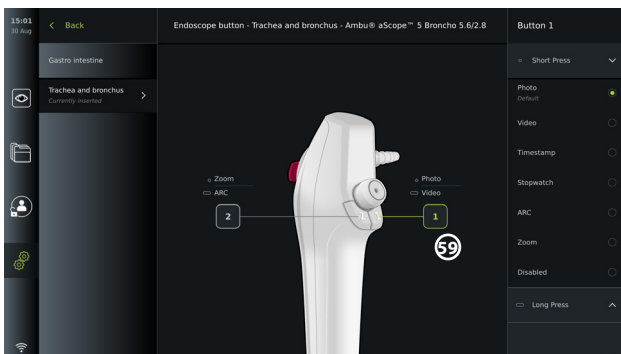 15:01
30 Aug
Back
Endoscope button - Trachea and bronchus - Ambu® aScope™ 5 Broncho 5.6/2.8
Button 1
Gastro intestine
Trachea and bronchus
Currently inserted
Zoom
ARC
2
Photo
Video
1
59
2
1
Short Press
Photo
Default
Video
Timestamp
Stopwatch
ARC
Zoom
Disabled
Long Press